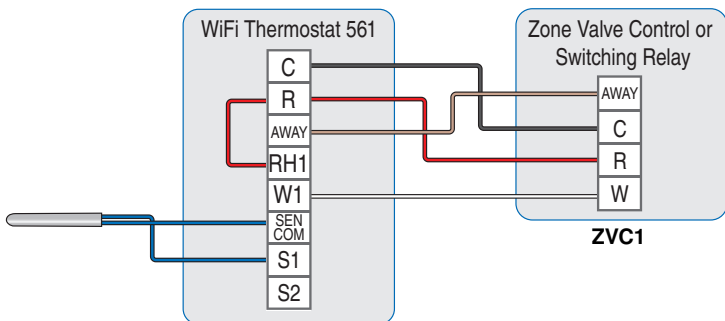 WiFi Thermostat 561
C
R
AWAY
RH1
W1
SEN
COM
S1
S2
Zone Valve Control or
Switching Relay
AWAY
C
R
W
ZVC1